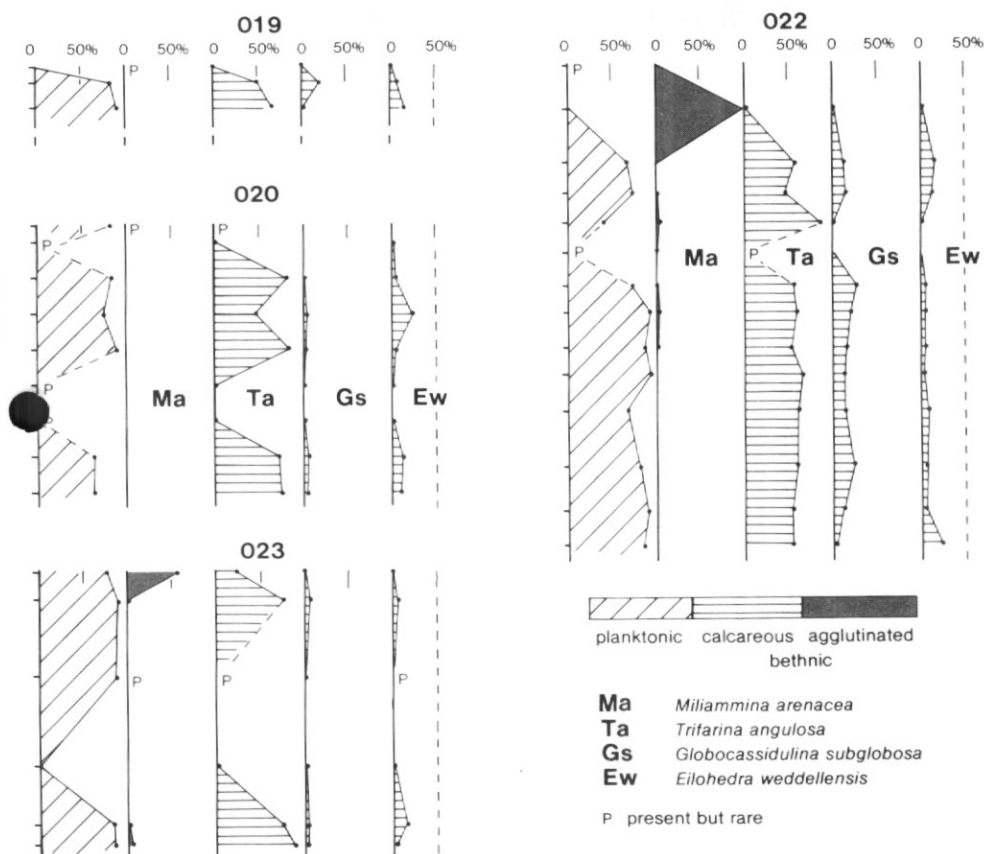 019
0 50% 0 50% 0 50% 0 50% 0 50%
P
020
P P
P
Ma Ta Gs Ew
P
P
023
P P P
022
0 50% 0 50% 0 50% 0 50% 0 50%
P
P P
Ma Ta Gs Ew
planktonic calcareous agglutinated
bethnic
Ma Miliammina arenacea
Ta Trifarina angulosa
Gs Globocassidulina subglobosa
Ew Eilohedra weddellensis
P present but rare